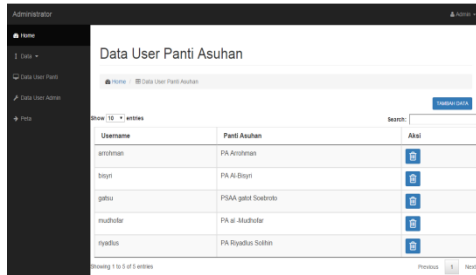 Administrator
Admin
Home
Data
Data User Panti
Data User Admin
Peta
Data User Panti Asuhan
Home / Data User Panti Asuhan
TAMBAH DATA
Show 10 entries
Search:
Username Panti Asuhan Aksi
arrohman PA Arrohman
bisyri PA Al-Bisyri
gatsu PSAA gatot Soebroto
mudhofar PA al -Mudhofar
riyadlus PA Riyadlus Solihin
Showing 1 to 5 of 5 entries
Previous 1 Next